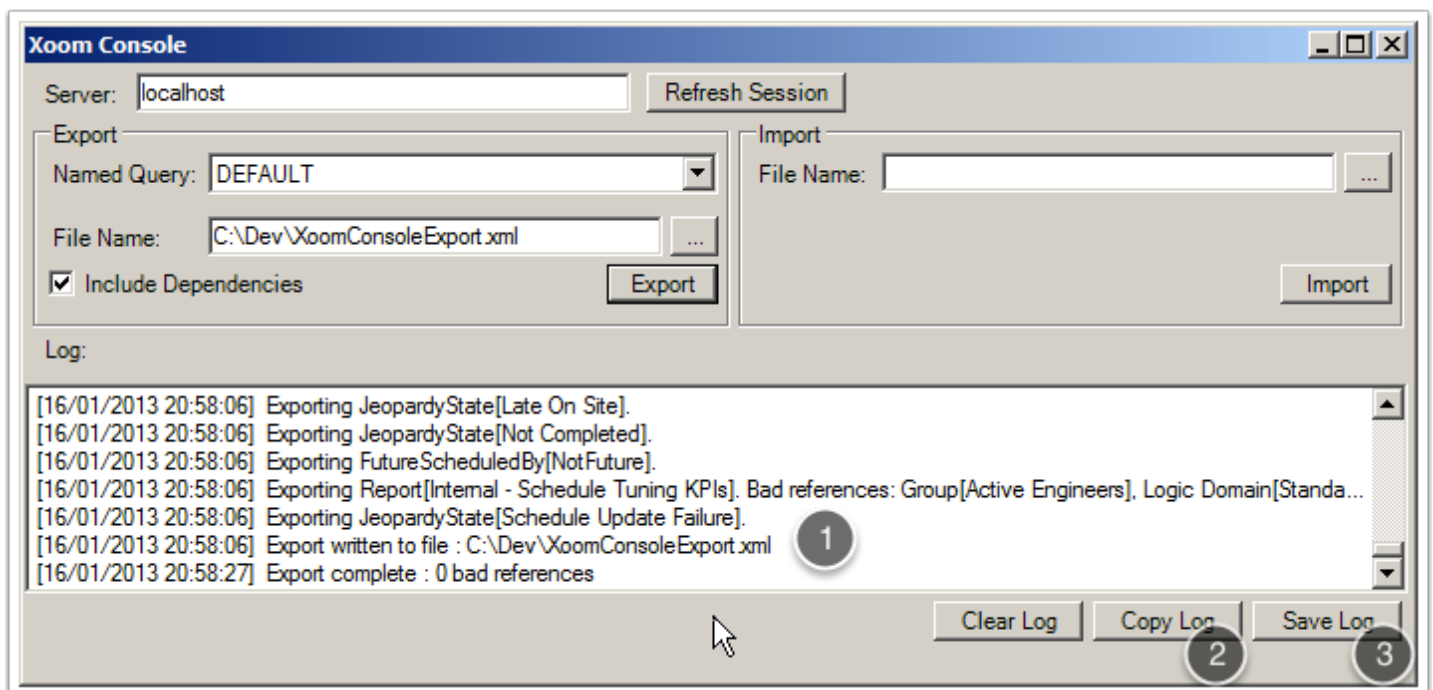 Xoom Console
Server: localhost Refresh Session
Export
Named Query: DEFAULT
File Name: C:\Dev\XoomConsoleExport.xml ...
Include Dependencies Export
Import
File Name: ...
Import
Log:
[16/01/2013 20:58:06] Exporting JeopardyState[Late On Site].
[16/01/2013 20:58:06] Exporting JeopardyState[Not Completed].
[16/01/2013 20:58:06] Exporting FutureScheduledBy[NotFuture].
[16/01/2013 20:58:06] Exporting Report[Internal - Schedule Tuning KPIs]. Bad references: Group[Active Engineers], Logic Domain[Standa...
[16/01/2013 20:58:06] Exporting JeopardyState[Schedule Update Failure].
[16/01/2013 20:58:06] Export written to file : C:\Dev\XoomConsoleExport.xml 1
[16/01/2013 20:58:27] Export complete : 0 bad references
Clear Log Copy Log Save Log
2 3